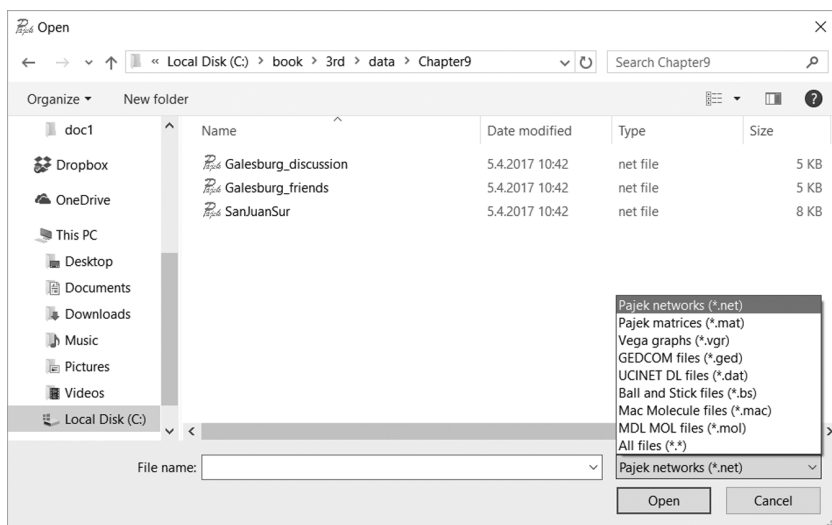 Pajek Open
« Local Disk (C:) > book > 3rd > data > Chapter9
Search Chapter9
Organize
New folder
doc1
Dropbox
OneDrive
This PC
Desktop
Documents
Downloads
Music
Pictures
Videos
Local Disk (C:)
Name Date modified Type Size
Pajek Galesburg_discussion 5.4.2017 10:42 net file 5 KB
Pajek Galesburg_friends 5.4.2017 10:42 net file 5 KB
Pajek SanJuanSur 5.4.2017 10:42 net file 8 KB
Pajek networks (*.net)
Pajek matrices (*.mat)
Vega graphs (*.vgr)
GEDCOM files (*.ged)
UCINET DL files (*.dat)
Ball and Stick files (*.bs)
Mac Molecule files (*.mac)
MDL MOL files (*.mol)
All files (*.*)
File name:
Pajek networks (*.net)
Open
Cancel